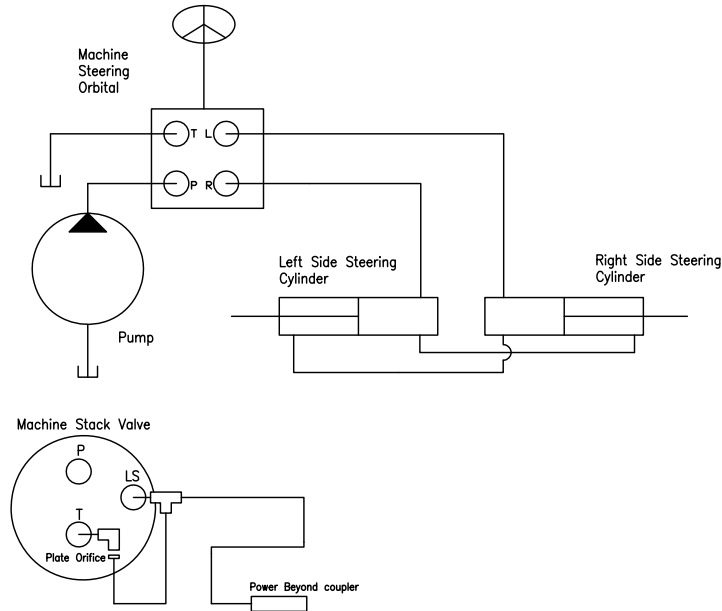 Machine
Steering
Orbital
T L
P R
Left Side Steering
Cylinder
Right Side Steering
Cylinder
Pump
Machine Stack Valve
P
LS
T
Plate Orifice
Power Beyond coupler